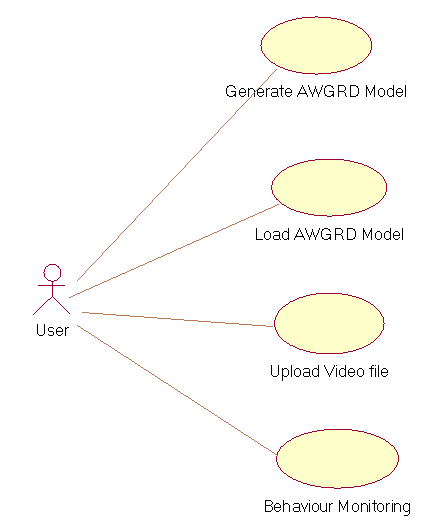 Generate AWGRD Model
Load AWGRD Model
User
Upload Video file
Behaviour Monitoring